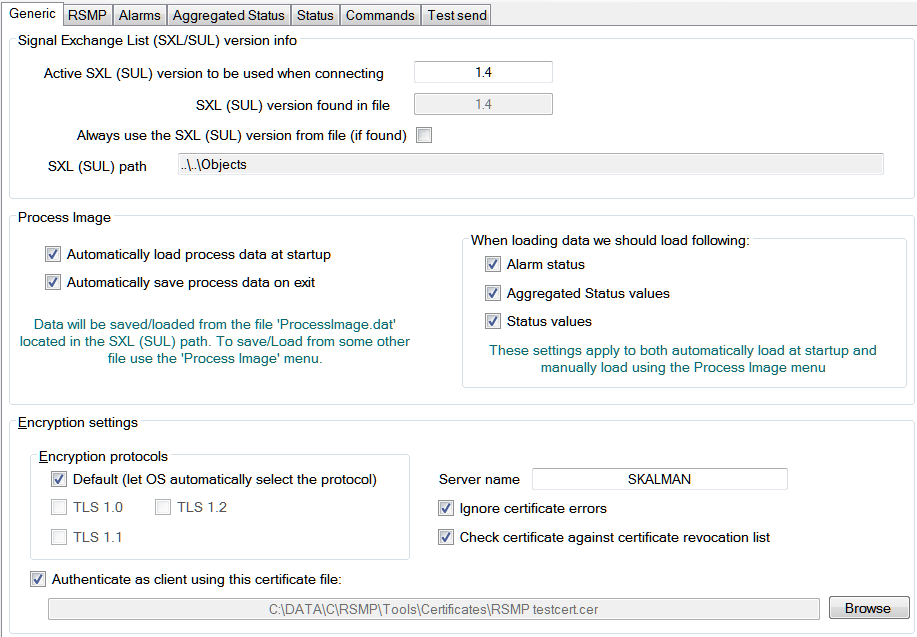 Generic RSMP Alarms Aggregated Status Status Commands Test send
Signal Exchange List (SXL/SUL) version info
Active SXL (SUL) version to be used when connecting 1.4
SXL (SUL) version found in file 1.4
Always use the SXL (SUL) version from file (if found)
SXL (SUL) path ..\..\Objects
Process Image
Automatically load process data at startup
Automatically save process data on exit
Data will be saved/loaded from the file 'ProcessImage.dat'
located in the SXL (SUL) path. To save/Load from some other
file use the 'Process Image' menu.
When loading data we should load following:
Alarm status
Aggregated Status values
Status values
These settings apply to both automatically load at startup and
manually load using the Process Image menu
Encryption settings
Encryption protocols
Default (let OS automatically select the protocol)
TLS 1.0 TLS 1.2
TLS 1.1
Server name SKALMAN
Ignore certificate errors
Check certificate against certificate revocation list
Authenticate as client using this certificate file:
C:\DATA\C\RSMP\Tools\Certificates\RSMP testcert.cer Browse